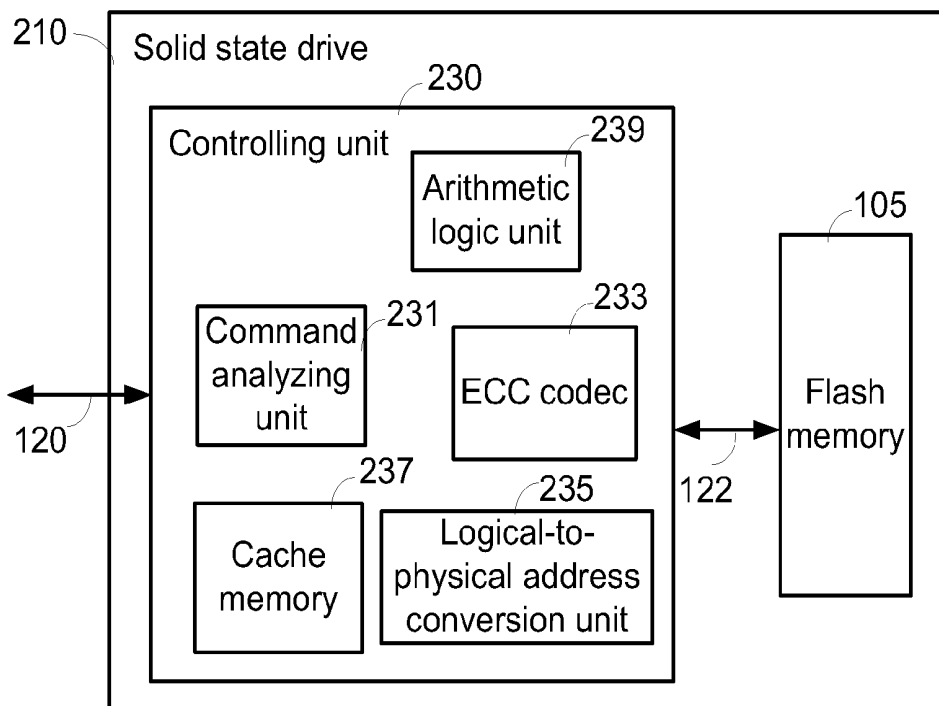 210
Solid state drive
230
Controlling unit
239
Arithmetic
logic unit
105
Flash
memory
231
Command
analyzing
unit
233
ECC codec
120
122
237
Cache
memory
235
Logical-to-
physical address
conversion unit